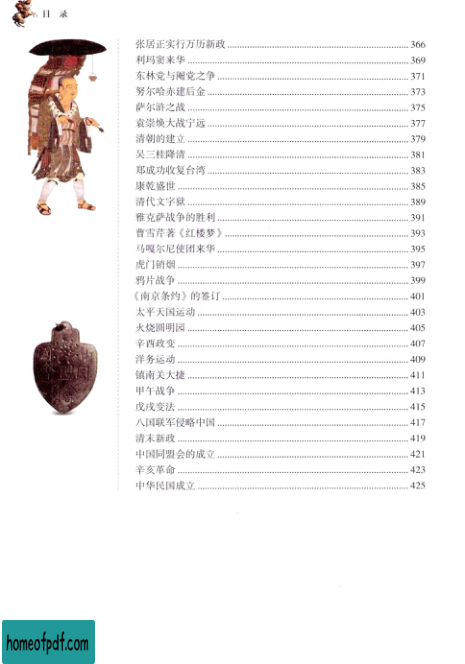 目 录
张居正实行万历新政 366
利玛窦来华 369
东林党与阉党之争 371
努尔哈赤建后金 373
萨尔浒之战 375
袁崇焕大战宁远 377
清朝的建立 379
吴三桂降清 381
郑成功收复台湾 383
康乾盛世 385
清代文字狱 389
雅克萨战争的胜利 391
曹雪芹著《红楼梦》 393
马嘎尔尼使团来华 395
虎门销烟 397
鸦片战争 399
《南京条约》的签订 401
太平天国运动 403
火烧圆明园 405
辛酉政变 407
洋务运动 409
镇南关大捷 411
甲午战争 413
戊戌变法 415
八国联军侵略中国 417
清末新政 419
中国同盟会的成立 421
辛亥革命 423
中华民国成立 425
homeofpdf.com